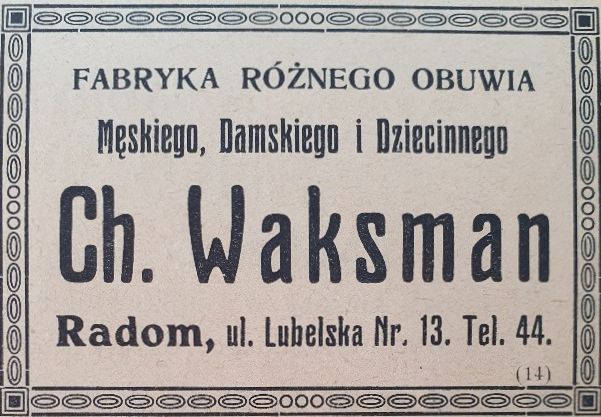 FABRYKA RÓŻNEGO OBUWIA
Męskiego, Damskiego i Dziecinnego
Ch. Waksman
Radom, ul. Lubelska Nr. 13. Tel. 44.
(14)